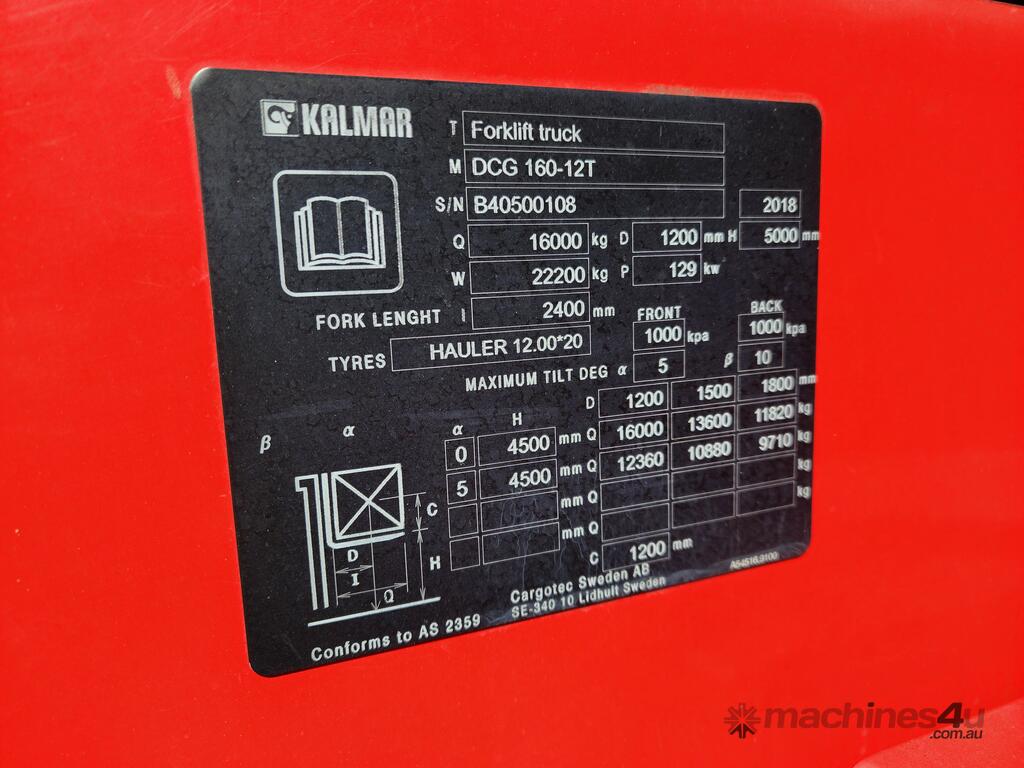 KALMAR
T Forklift truck
M DCG 160-12T
S/N B40500108 2018
Q 16000 kg D 1200 mm H 5000 mm
W 22200 kg P 129 kw
FORK LENGHT l 2400 mm
FRONT BACK
TYRES HAULER 12.00*20 1000 kpa 1000 kpa
MAXIMUM TILT DEG α 5 β 10
D 1200 1500 1800 mm
α H
0 4500 mm Q 16000 13600 11820 kg
5 4500 mm Q 12360 10880 9710 kg
mm Q kg
mm Q kg
C 1200 mm
β α
C
H
D
I
Q
Cargotec Sweden AB
SE-340 10 Lidhult Sweden
A54516.9100
Conforms to AS 2359
machines4u
.com.au